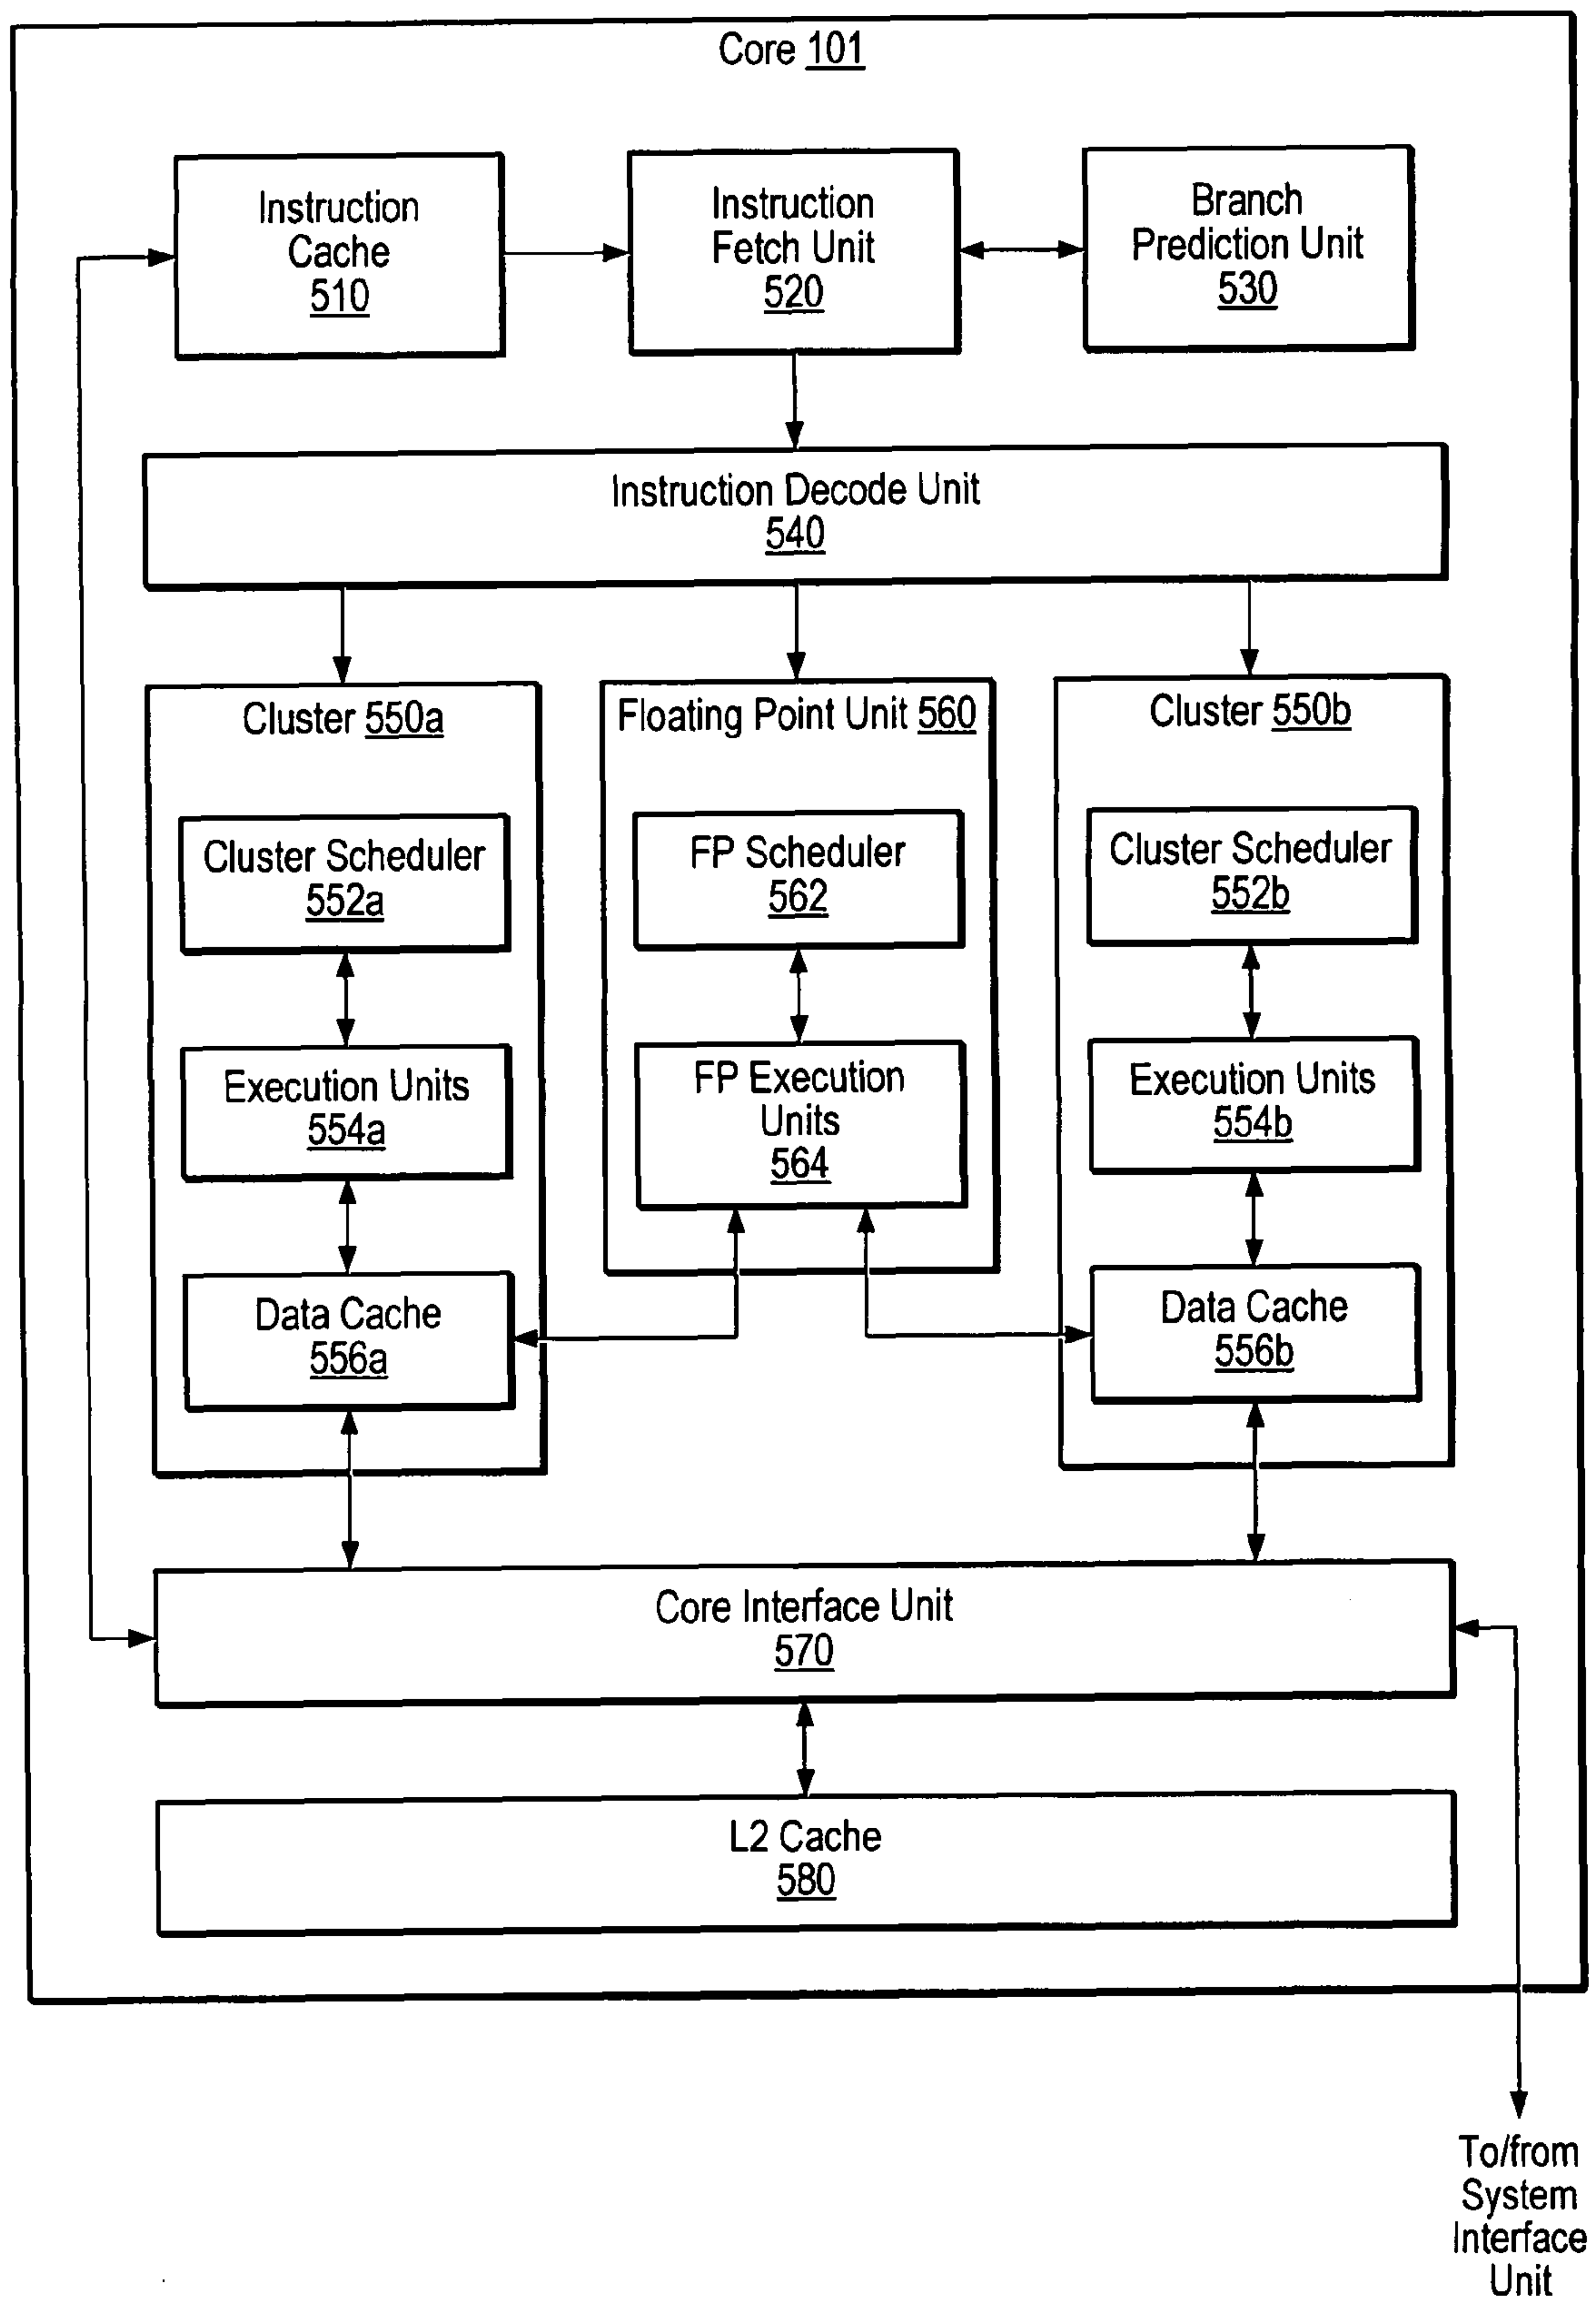 Core 101
Instruction
Cache
510
Instruction
Fetch Unit
520
Branch
Prediction Unit
530
Instruction Decode Unit
540
Cluster 550a
Cluster Scheduler
552a
Execution Units
554a
Data Cache
556a
Floating Point Unit 560
FP Scheduler
562
FP Execution
Units
564
Cluster 550b
Cluster Scheduler
552b
Execution Units
554b
Data Cache
556b
Core Interface Unit
570
L2 Cache
580
To/from
System
Interface
Unit